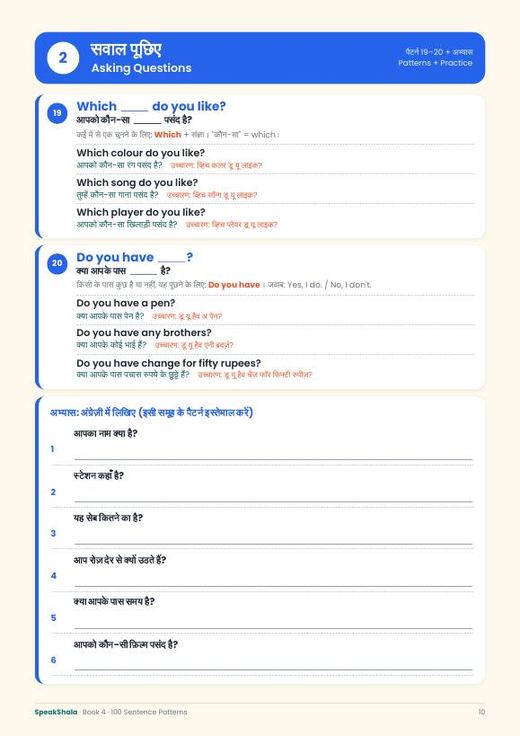 2
सवाल पूछिए
Asking Questions
पैटर्न 19–20 + अभ्यास
Patterns + Practice
19
Which ____ do you like?
आपको कौन-सा ____ पसंद है?
कई में से एक चुनने के लिए: Which + संज्ञा। "कौन-सा" = which।
Which colour do you like?
आपको कौन-सा रंग पसंद है? उच्चारण: व्हिच कलर डू यू लाइक?
Which song do you like?
तुम्हें कौन-सा गाना पसंद है? उच्चारण: व्हिच सॉन्ग डू यू लाइक?
Which player do you like?
आपको कौन-सा खिलाड़ी पसंद है? उच्चारण: व्हिच प्लेयर डू यू लाइक?
20
Do you have ____?
क्या आपके पास ____ है?
किसी के पास कुछ है या नहीं, यह पूछने के लिए: Do you have। जवाब: Yes, I do. / No, I don't.
Do you have a pen?
क्या आपके पास पेन है? उच्चारण: डू यू हैव अ पेन?
Do you have any brothers?
क्या आपके कोई भाई हैं? उच्चारण: डू यू हैव एनी ब्रदर्ज़?
Do you have change for fifty rupees?
क्या आपके पास पचास रुपये के छुट्टे हैं? उच्चारण: डू यू हैव चेंज फॉर फिफ्टी रुपीज़?
अभ्यास: अंग्रेज़ी में लिखिए (इसी समूह के पैटर्न इस्तेमाल करें)
आपका नाम क्या है?
1
स्टेशन कहाँ है?
2
यह सेब कितने का है?
3
आप रोज़ देर से क्यों उठते हैं?
4
क्या आपके पास समय है?
5
आपको कौन-सी फ़िल्म पसंद है?
6
SpeakShala · Book 4 · 100 Sentence Patterns
10